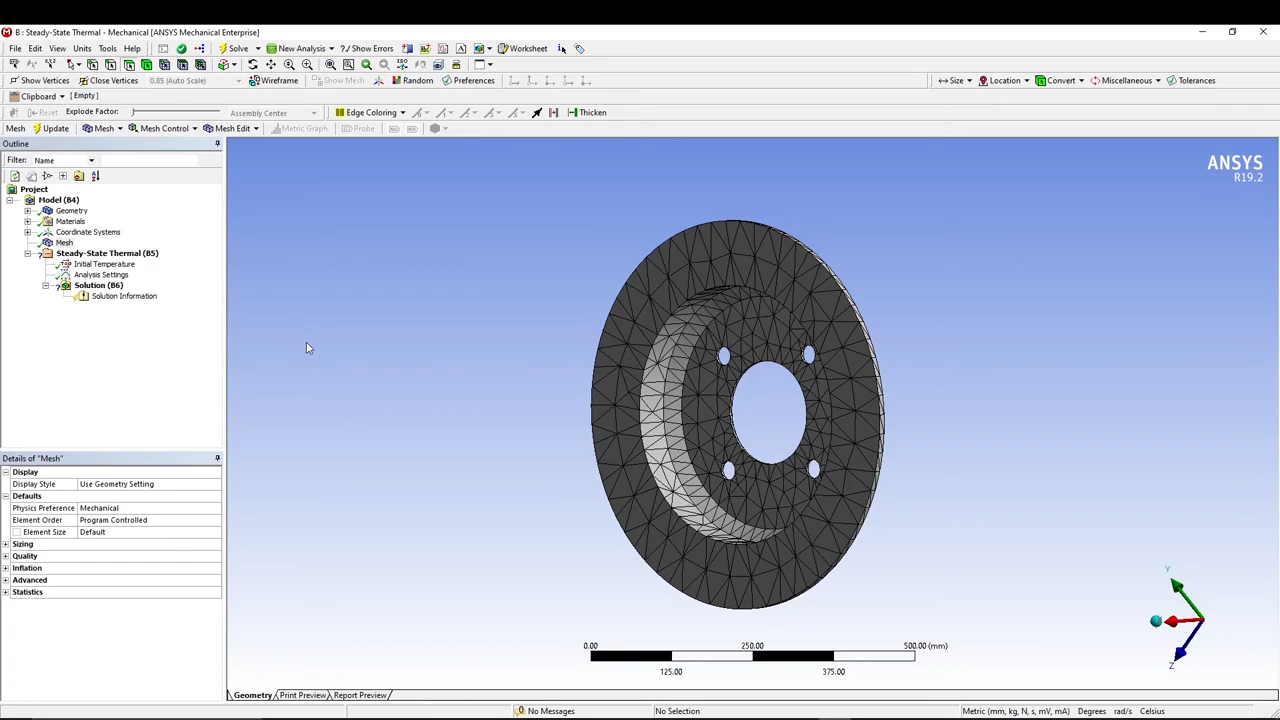 B : Steady-State Thermal - Mechanical [ANSYS Mechanical Enterprise]
File Edit View Units Tools Help Solve New Analysis ? Show Errors A Worksheet i
ISO
Show Vertices Close Vertices 0.85 (Auto Scale) Wireframe Show Mesh Random Preferences Size Location Convert Miscellaneous Tolerances
Clipboard [Empty]
Reset Explode Factor: Assembly Center Edge Coloring Thicken
Mesh Update Mesh Mesh Control Mesh Edit Metric Graph Probe
Outline
Filter: Name
Project
Model (B4)
Geometry
Materials
Coordinate Systems
Mesh
Steady-State Thermal (B5)
Initial Temperature
Analysis Settings
Solution (B6)
Solution Information
ANSYS
R19.2
Details of "Mesh"
Display
Display Style Use Geometry Setting
Defaults
Physics Preference Mechanical
Element Order Program Controlled
Element Size Default
Sizing
Quality
Inflation
Advanced
Statistics
Y
Z
0.00 250.00 500.00 (mm)
125.00 375.00
Geometry Print Preview Report Preview
No Messages No Selection Metric (mm, kg, N, s, mV, mA) Degrees rad/s Celsius